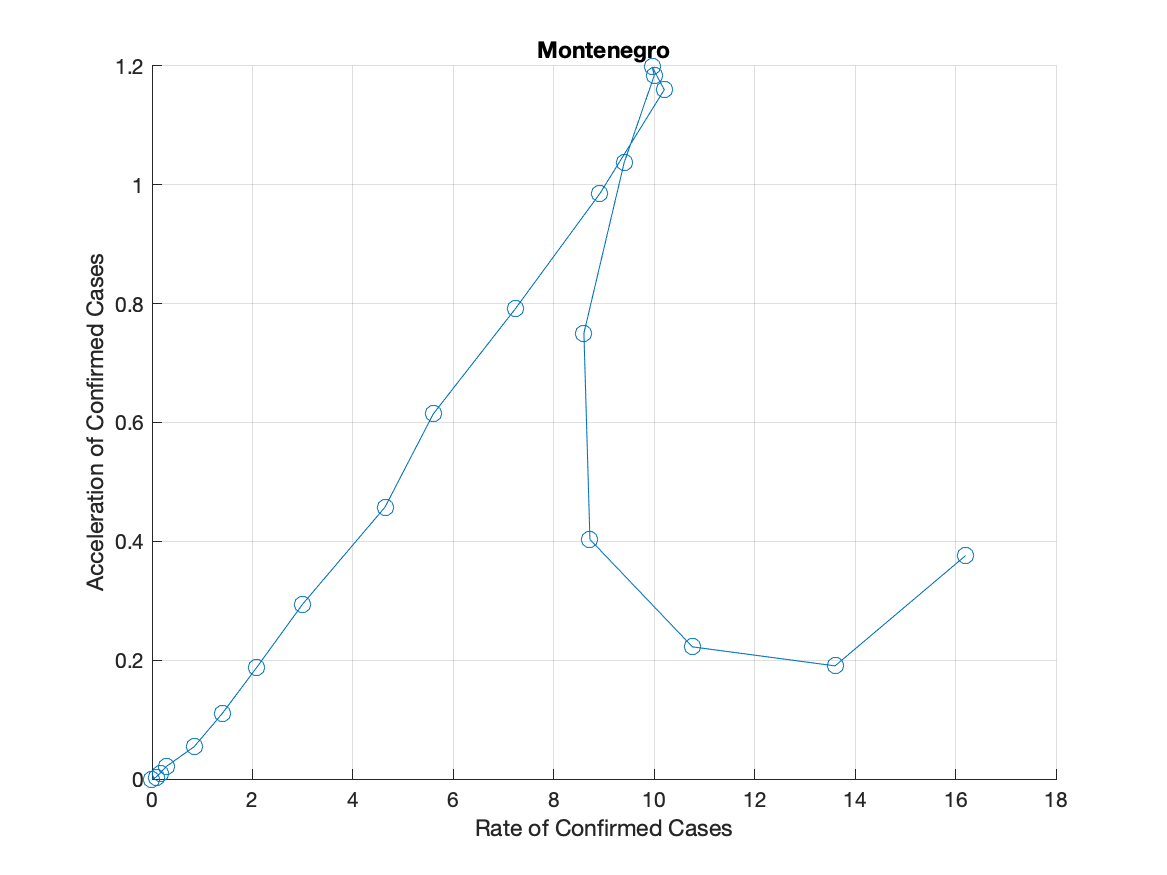 Montenegro
1.2
1
0.8
0.6
0.4
0.2
0
Acceleration of Confirmed Cases
0 2 4 6 8 10 12 14 16 18
Rate of Confirmed Cases